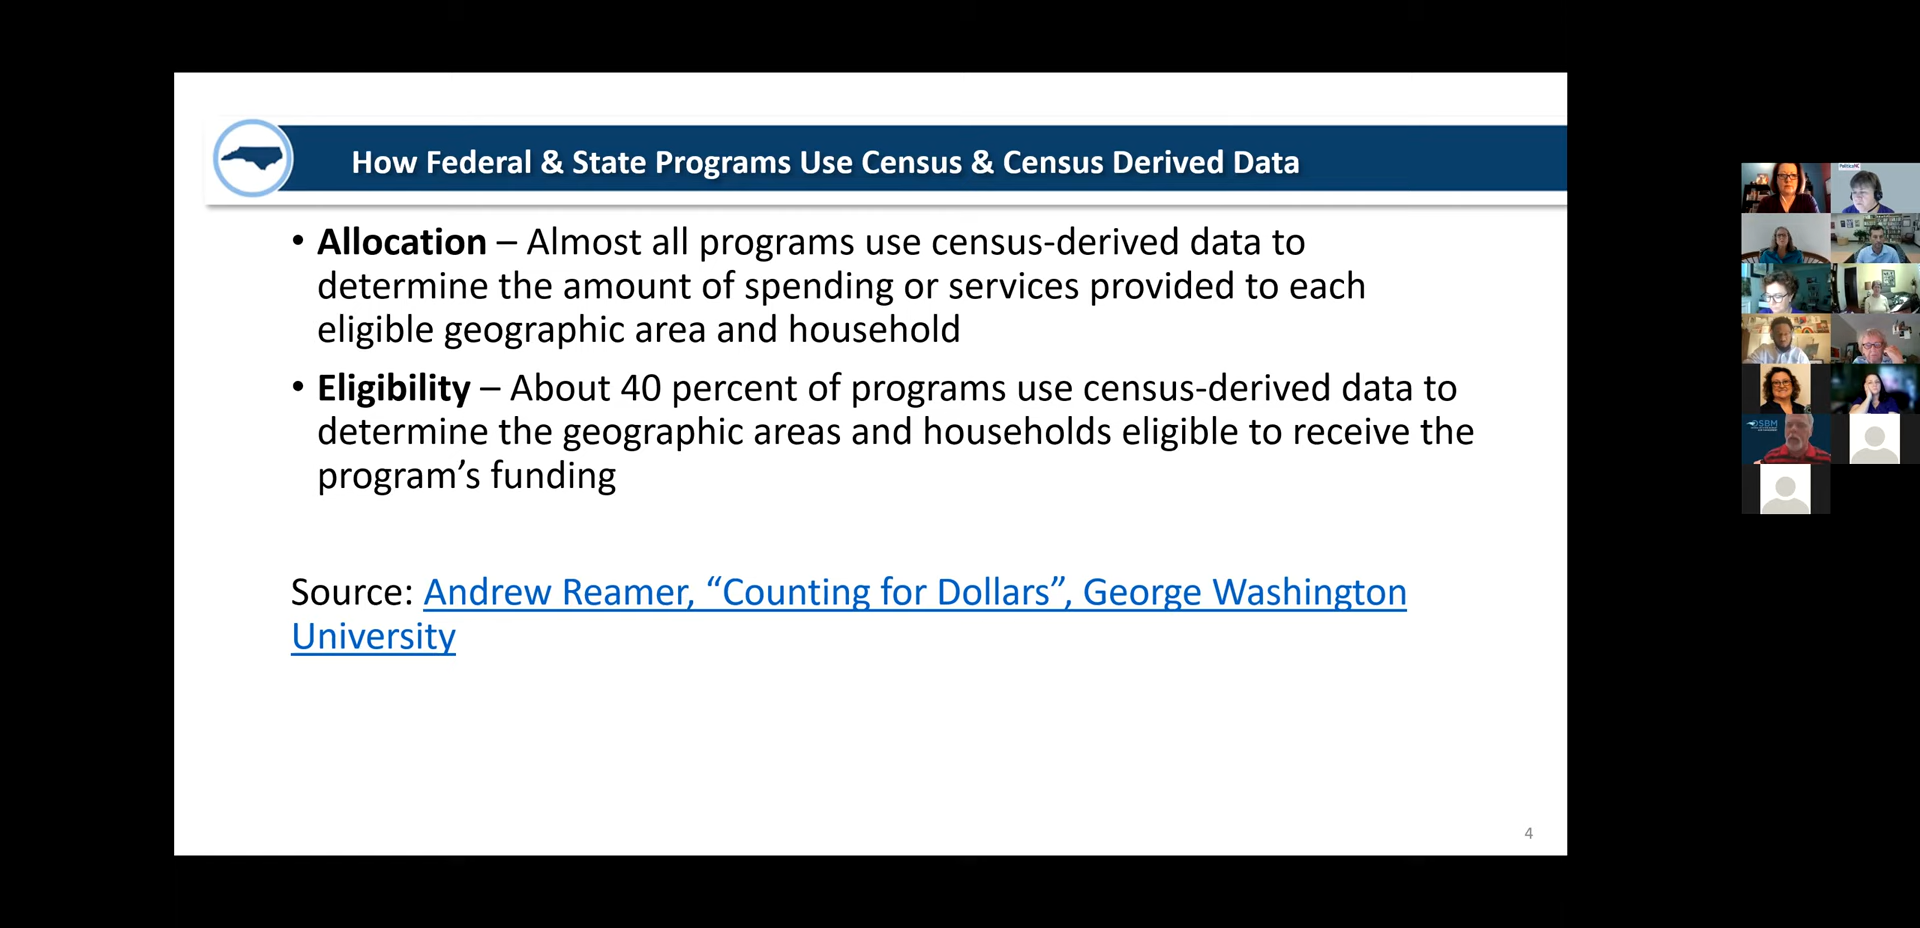 How Federal & State Programs Use Census & Census Derived Data
• Allocation – Almost all programs use census-derived data to
determine the amount of spending or services provided to each
eligible geographic area and household
• Eligibility – About 40 percent of programs use census-derived data to
determine the geographic areas and households eligible to receive the
program’s funding
Source: Andrew Reamer, “Counting for Dollars”, George Washington
University
4
PoliticsNC
OSBM